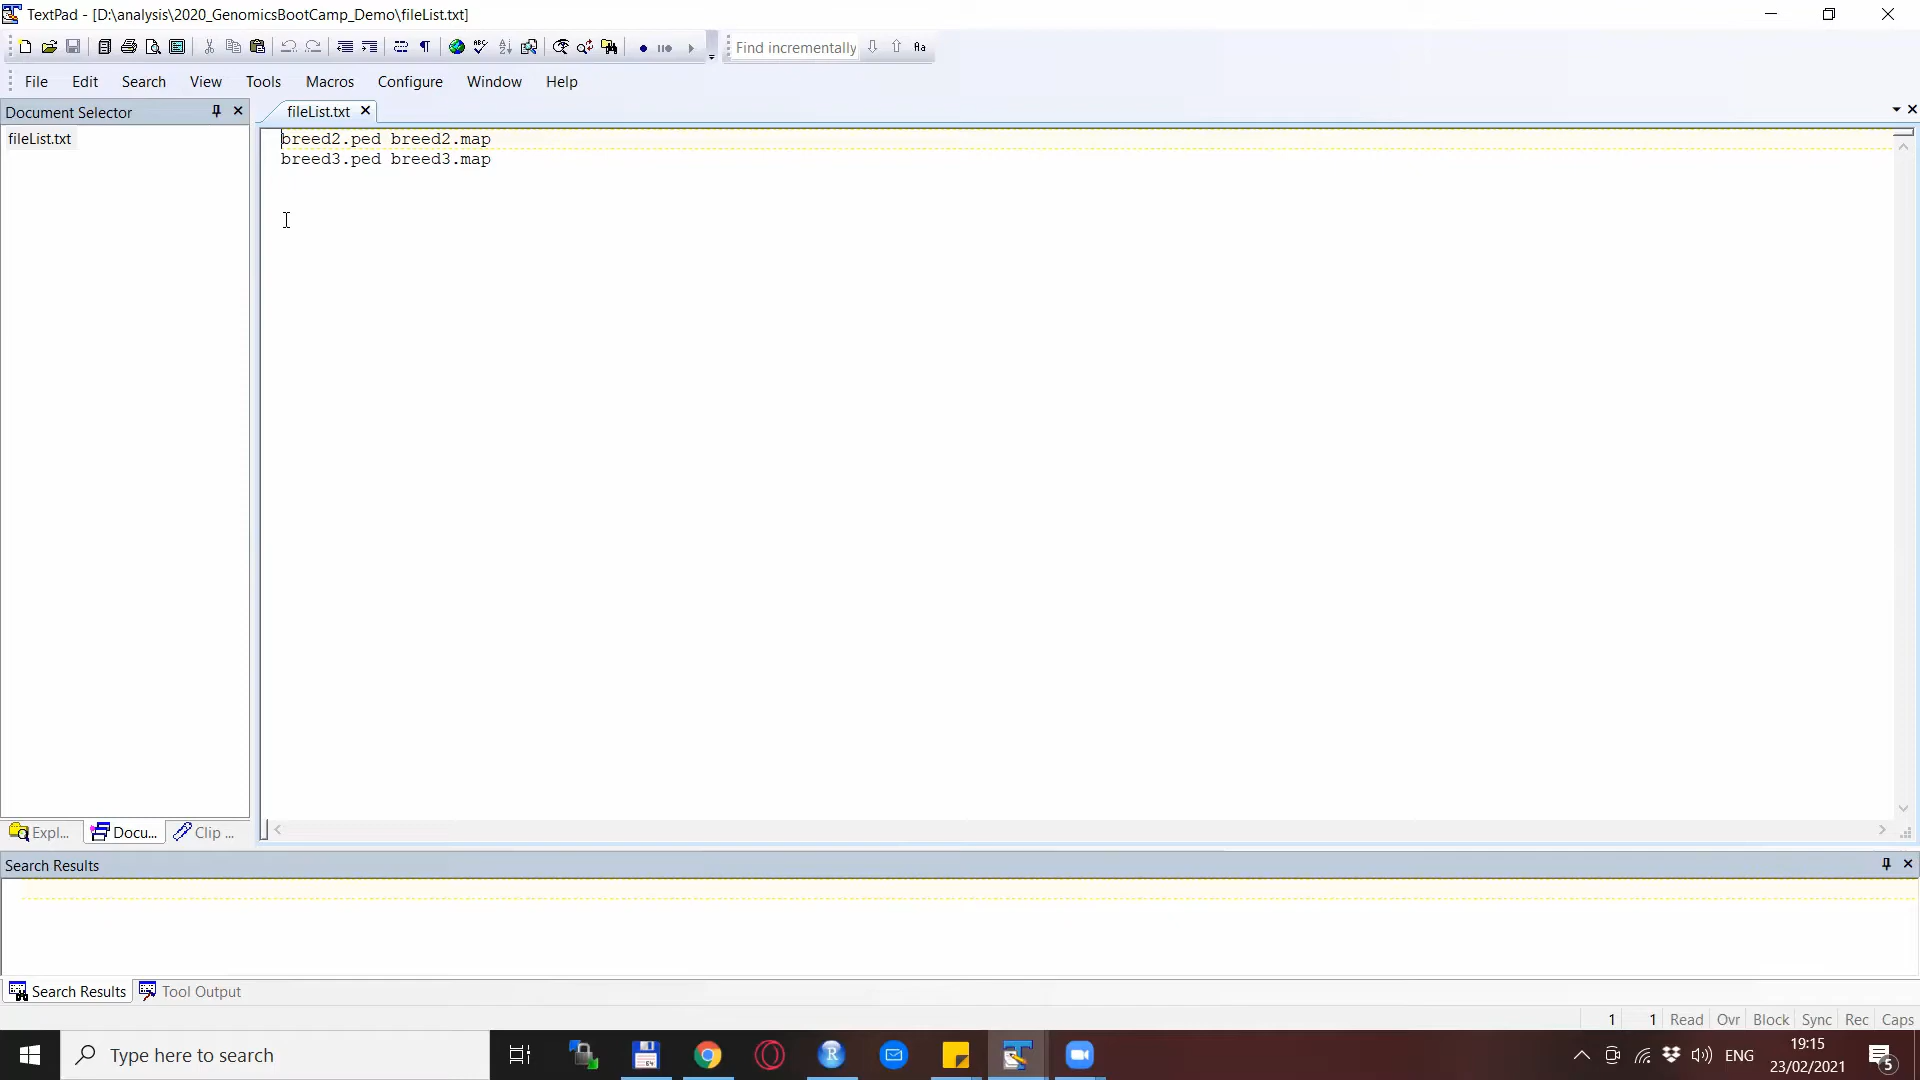 TextPad - [D:\analysis\2020_GenomicsBootCamp_Demo\fileList.txt]
Find incrementally
File Edit Search View Tools Macros Configure Window Help
Document Selector
fileList.txt
fileList.txt
breed2.ped breed2.map
breed3.ped breed3.map
Expl... Docu... Clip ...
Search Results
Search Results Tool Output
1 1 Read Ovr Block Sync Rec Caps
Type here to search
ENG
19:15
23/02/2021
5